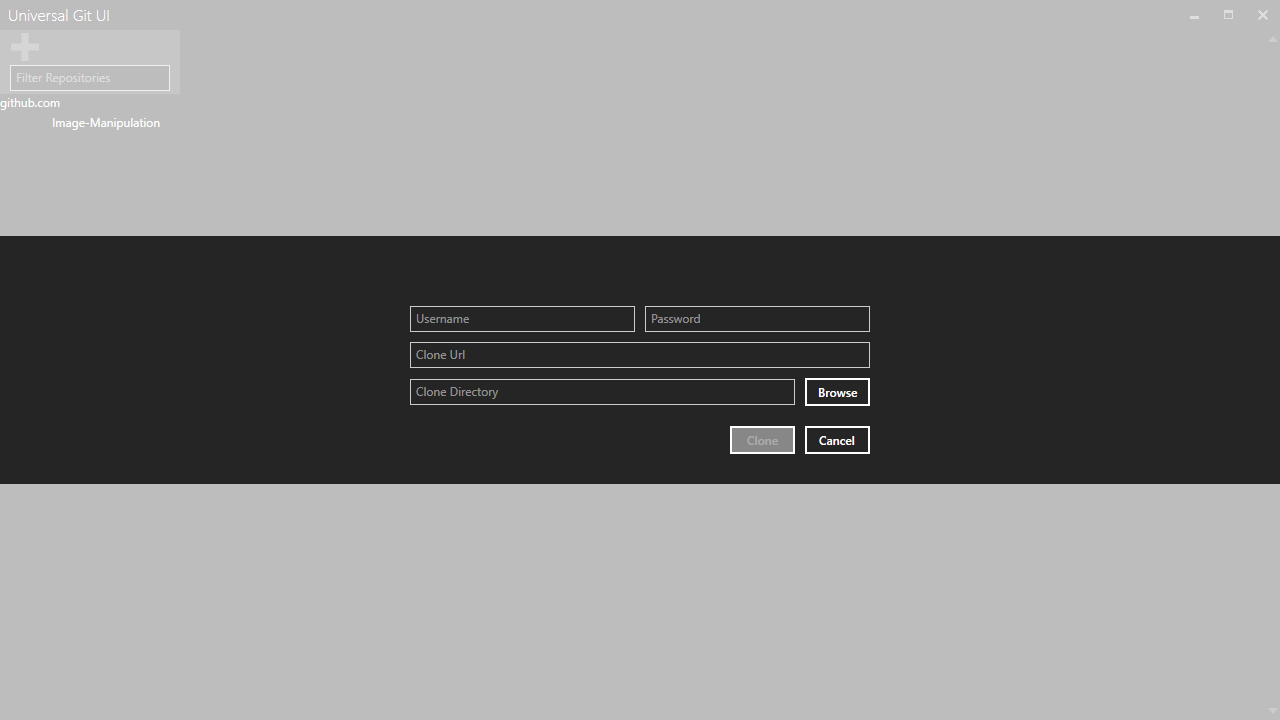 Universal Git UI
Filter Repositories
github.com
Image-Manipulation
Username Password
Clone Url
Clone Directory Browse
Clone Cancel